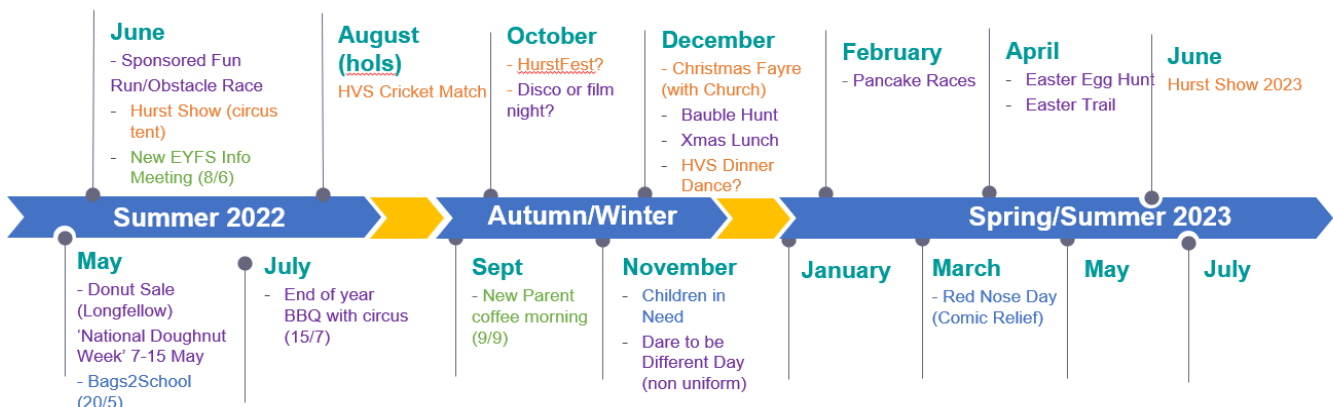 June
- Sponsored Fun
Run/Obstacle Race
- Hurst Show (circus
tent)
- New EYFS Info
Meeting (8/6)
August
(hols)
HVS Cricket Match
October
- HurstFest?
- Disco or film
night?
December
- Christmas Fayre
(with Church)
- Bauble Hunt
- Xmas Lunch
- HVS Dinner
Dance?
February
- Pancake Races
April
- Easter Egg Hunt
- Easter Trail
June
Hurst Show 2023
Summer 2022
Autumn/Winter
Spring/Summer 2023
May
- Donut Sale
(Longfellow)
'National Doughnut
Week' 7-15 May
- Bags2School
(20/5)
July
- End of year
BBQ with circus
(15/7)
Sept
- New Parent
coffee morning
(9/9)
November
- Children in
Need
- Dare to be
Different Day
(non uniform)
January
March
- Red Nose Day
(Comic Relief)
May
July